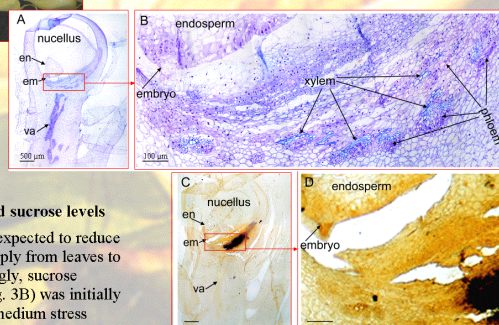 A
nucellus
en
em
va
500 µm
B
endosperm
embryo
xylem
phloem
100 µm
d sucrose levels
expected to reduce
ply from leaves to
gly, sucrose
g. 3B) was initially
medium stress
C
nucellus
en
em
va
D
endosperm
embryo